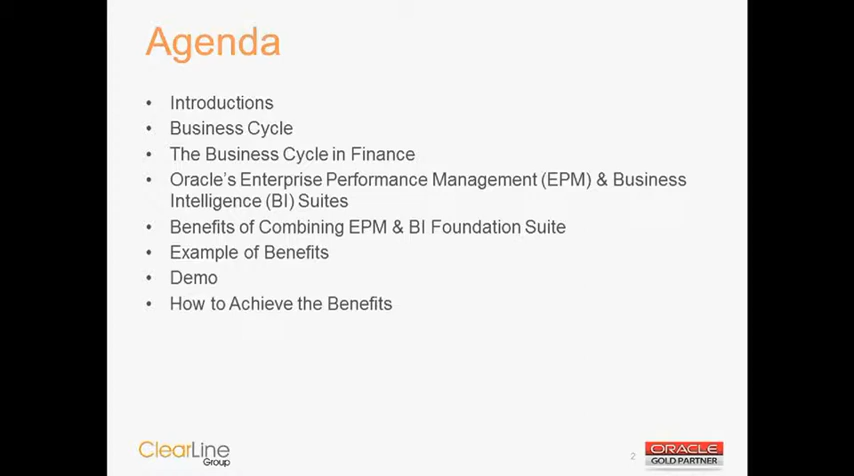 Agenda
• Introductions
• Business Cycle
• The Business Cycle in Finance
• Oracle's Enterprise Performance Management (EPM) & Business
Intelligence (BI) Suites
• Benefits of Combining EPM & BI Foundation Suite
• Example of Benefits
• Demo
• How to Achieve the Benefits
ClearLine
Group
2
ORACLE
GOLD PARTNER